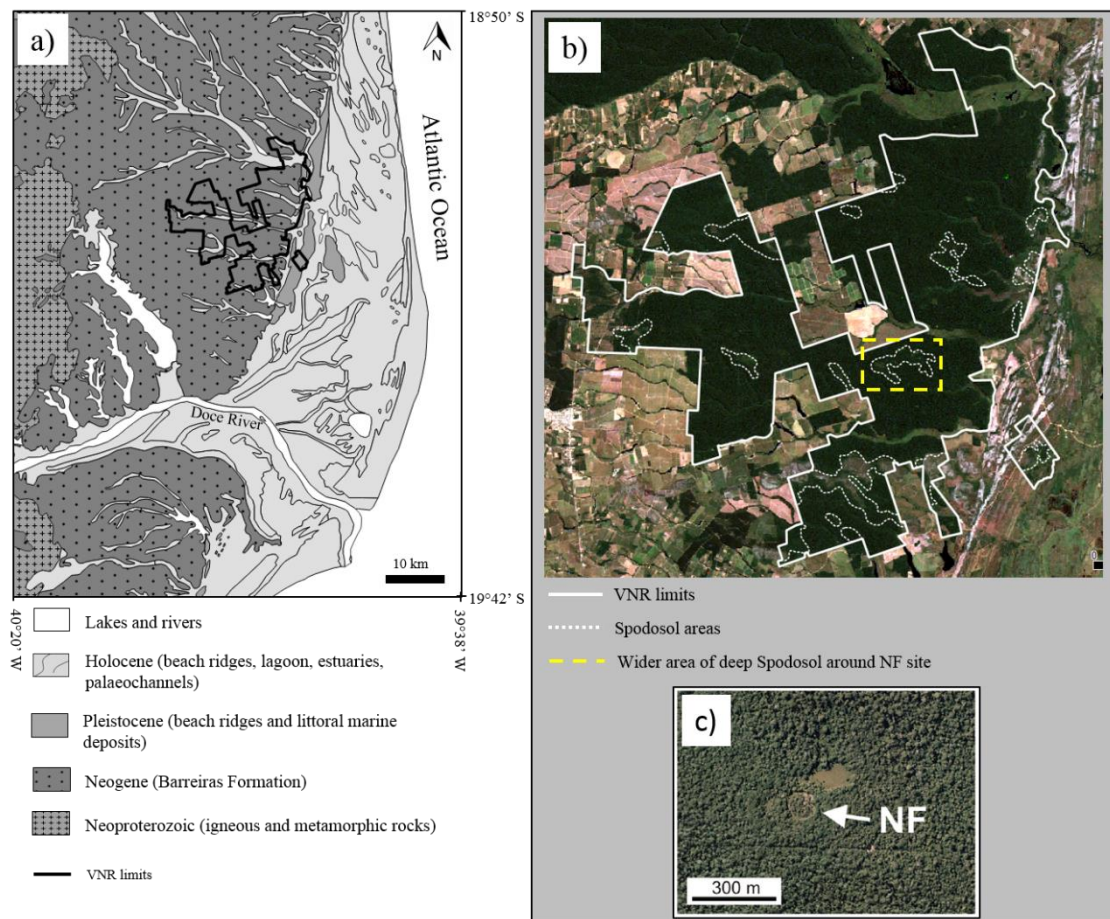 a)
N
18°50' S
Atlantic Ocean
Doce River
10 km
19°42' S
40°20' W
39°38' W
Lakes and rivers
Holocene (beach ridges, lagoon, estuaries,
palaeochannels)
Pleistocene (beach ridges and littoral marine
deposits)
Neogene (Barreiras Formation)
Neoproterozoic (igneous and metamorphic rocks)
VNR limits
b)
0
VNR limits
Spodosol areas
Wider area of deep Spodosol around NF site
c)
NF
300 m